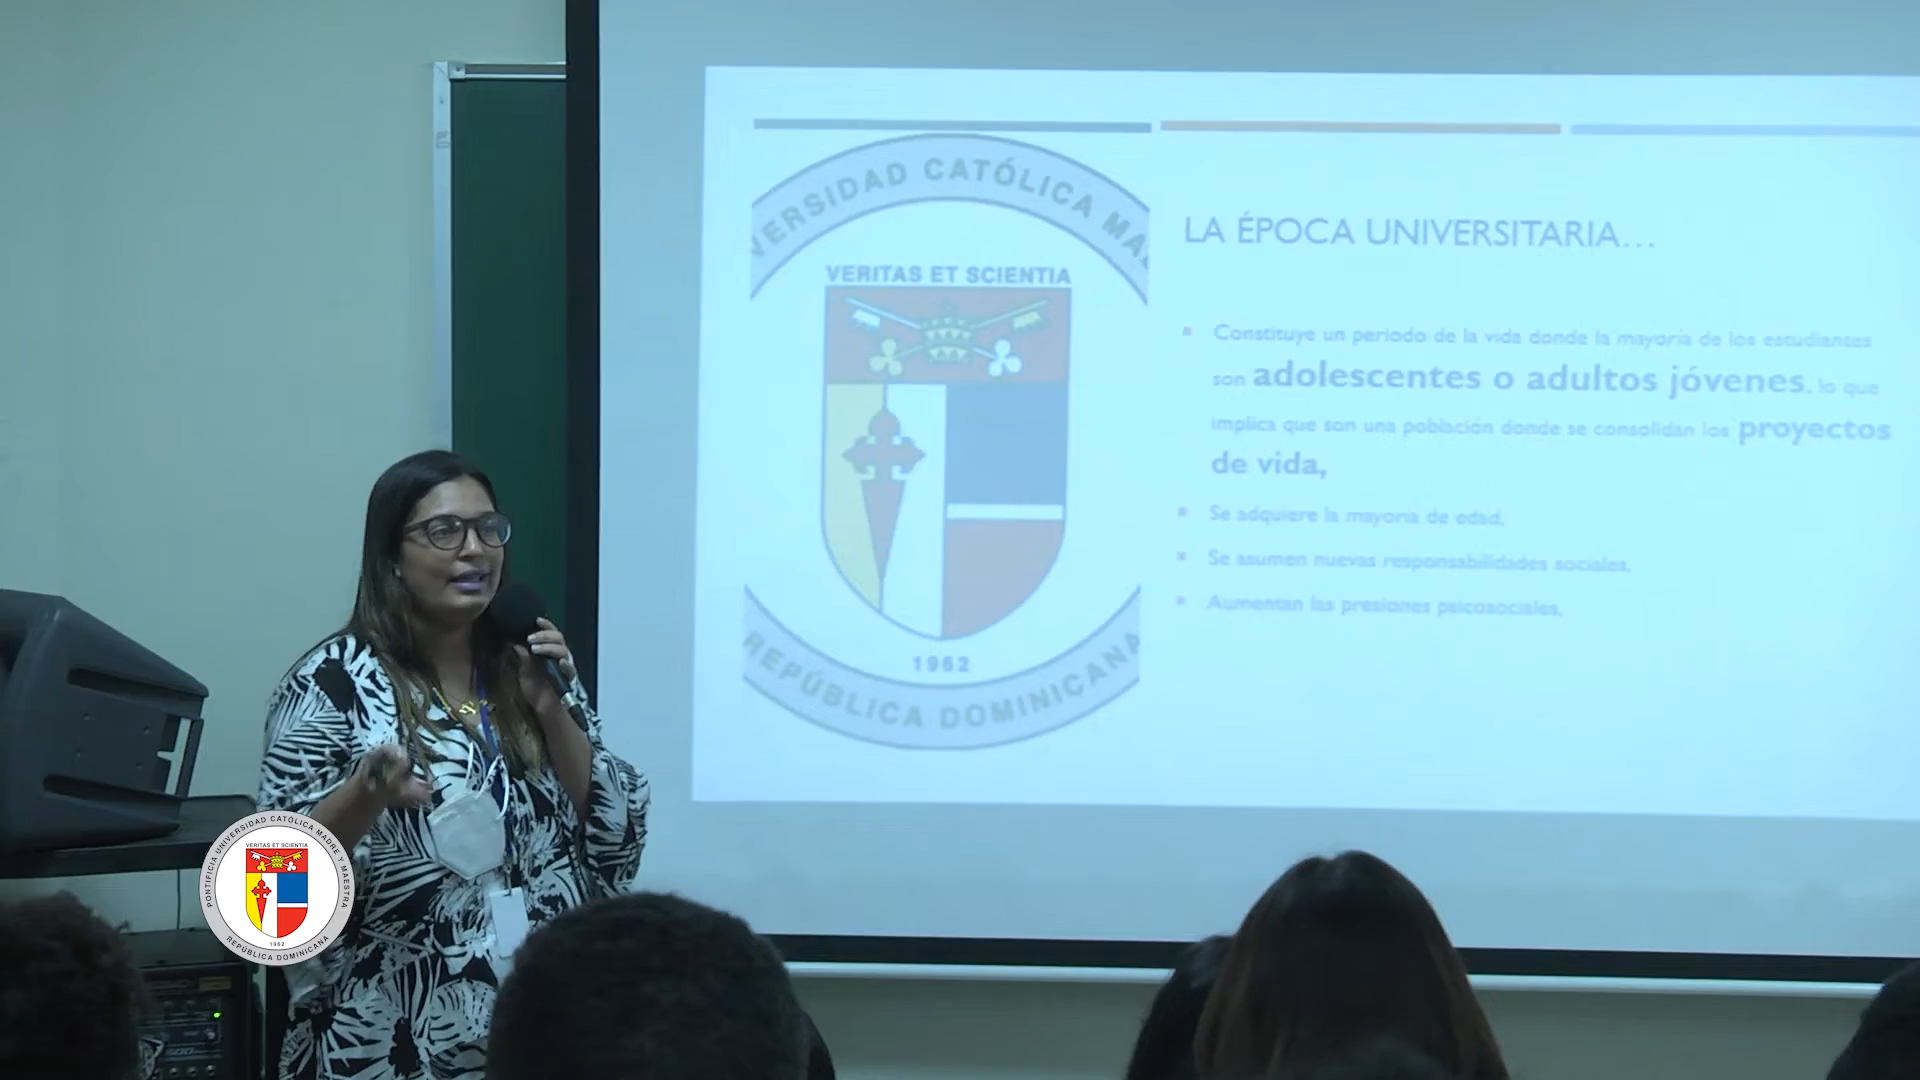 VERSIDAD CATÓLICA MA
VERITAS ET SCIENTIA
1962
REPÚBLICA DOMINICANA
LA ÉPOCA UNIVERSITARIA…
Constituye un periodo de la vida donde la mayoría de los estudiantes
son adolescentes o adultos jóvenes, lo que
implica que son una población donde se consolidan los proyectos
de vida,
Se adquiere la mayoría de edad.
Se asumen nuevas responsabilidades sociales.
Aumentan las presiones psicosociales.
PONTIFICIA UNIVERSIDAD CATÓLICA MADRE Y MAESTRA
VERITAS ET SCIENTIA
1962
REPÚBLICA DOMINICANA